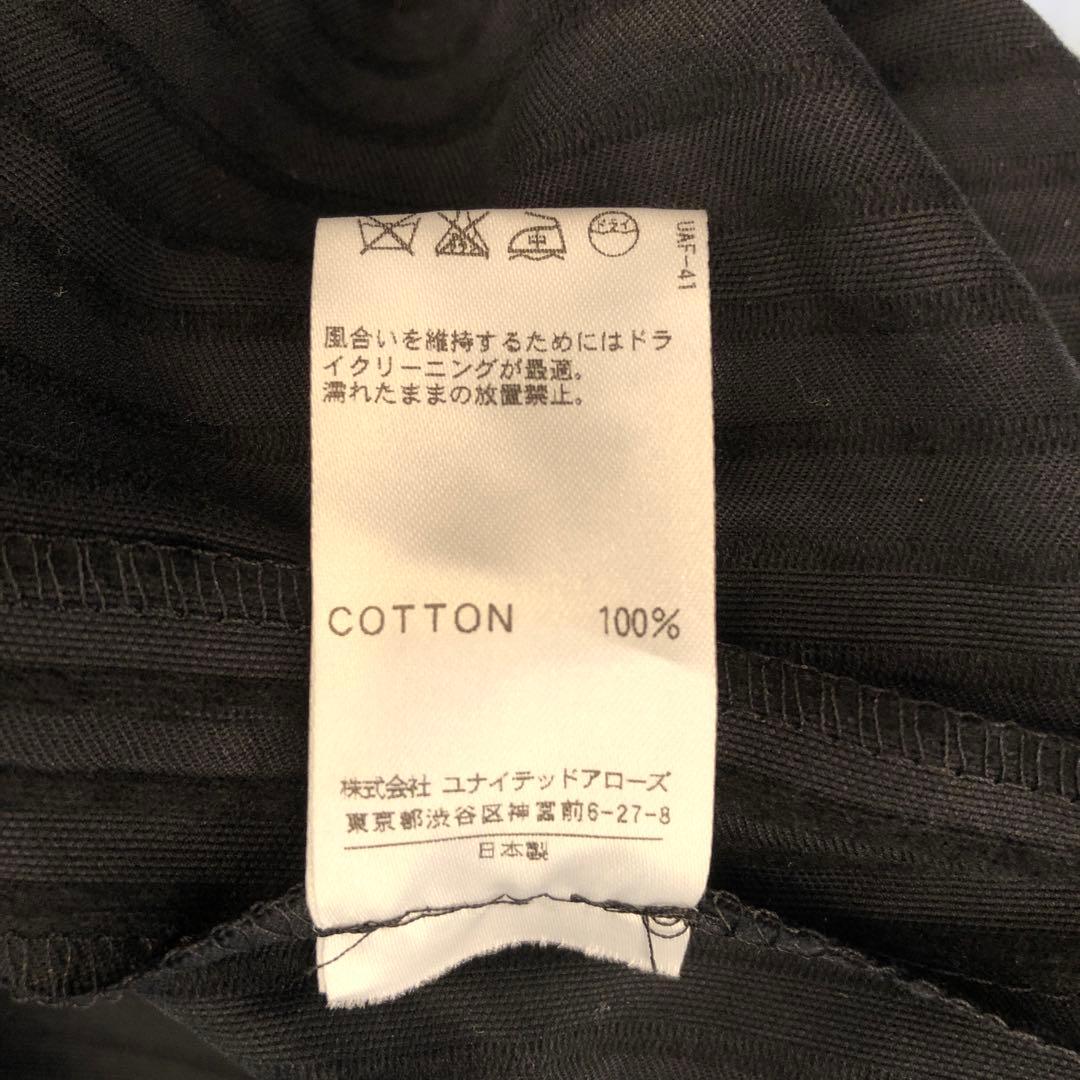 ドライ
UAF-41
風合いを維持するためにはドラ
イクリーニングが最適。
濡れたままの放置禁止。
COTTON 100%
株式会社 ユナイテッドアローズ
東京都渋谷区神宮前6-27-8
日本製